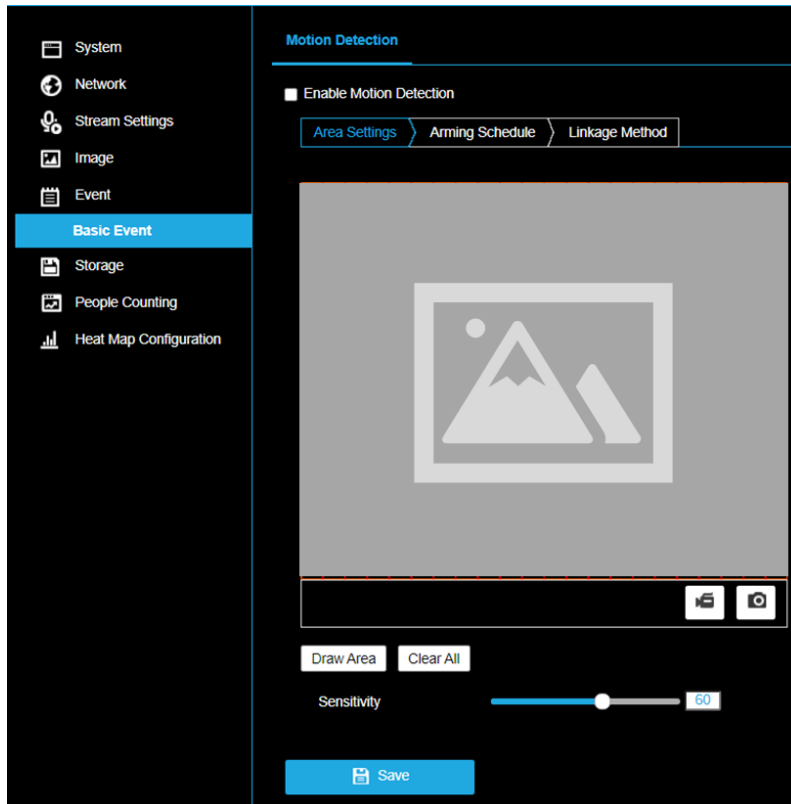 System
Network
Stream Settings
Image
Event
Basic Event
Storage
People Counting
Heat Map Configuration
Motion Detection
Enable Motion Detection
Area Settings Arming Schedule Linkage Method
Draw Area Clear All
Sensitivity 60
Save